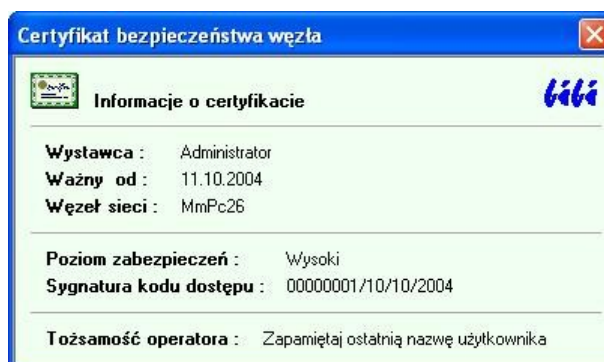 Certyfikat bezpieczeństwa węzła
Informacje o certyfikacie
Wystawca : Administrator
Ważny od : 11.10.2004
Węzeł sieci : MmPc26
Poziom zabezpieczeń : Wysoki
Sygnatura kodu dostępu : 00000001/10/10/2004
Tożsamość operatora : Zapamiętaj ostatnią nazwę użytkownika